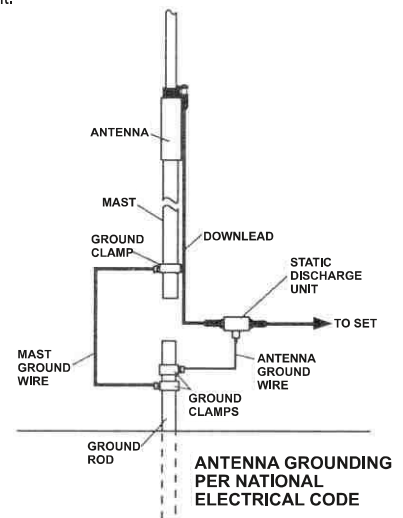 it.
ANTENNA
MAST
GROUND
CLAMP
DOWNLEAD
STATIC
DISCHARGE
UNIT
TO SET
MAST
GROUND
WIRE
ANTENNA
GROUND
WIRE
GROUND
CLAMPS
GROUND
ROD
ANTENNA GROUNDING
PER NATIONAL
ELECTRICAL CODE